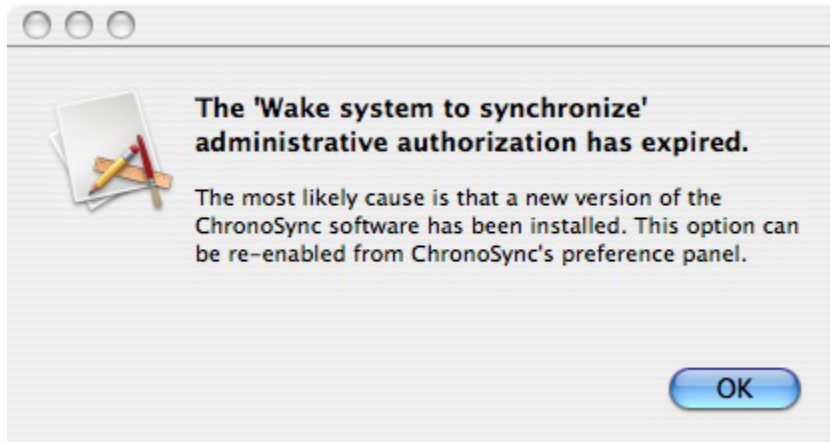 The 'Wake system to synchronize'
administrative authorization has expired.
The most likely cause is that a new version of the
ChronoSync software has been installed. This option can
be re-enabled from ChronoSync's preference panel.
OK